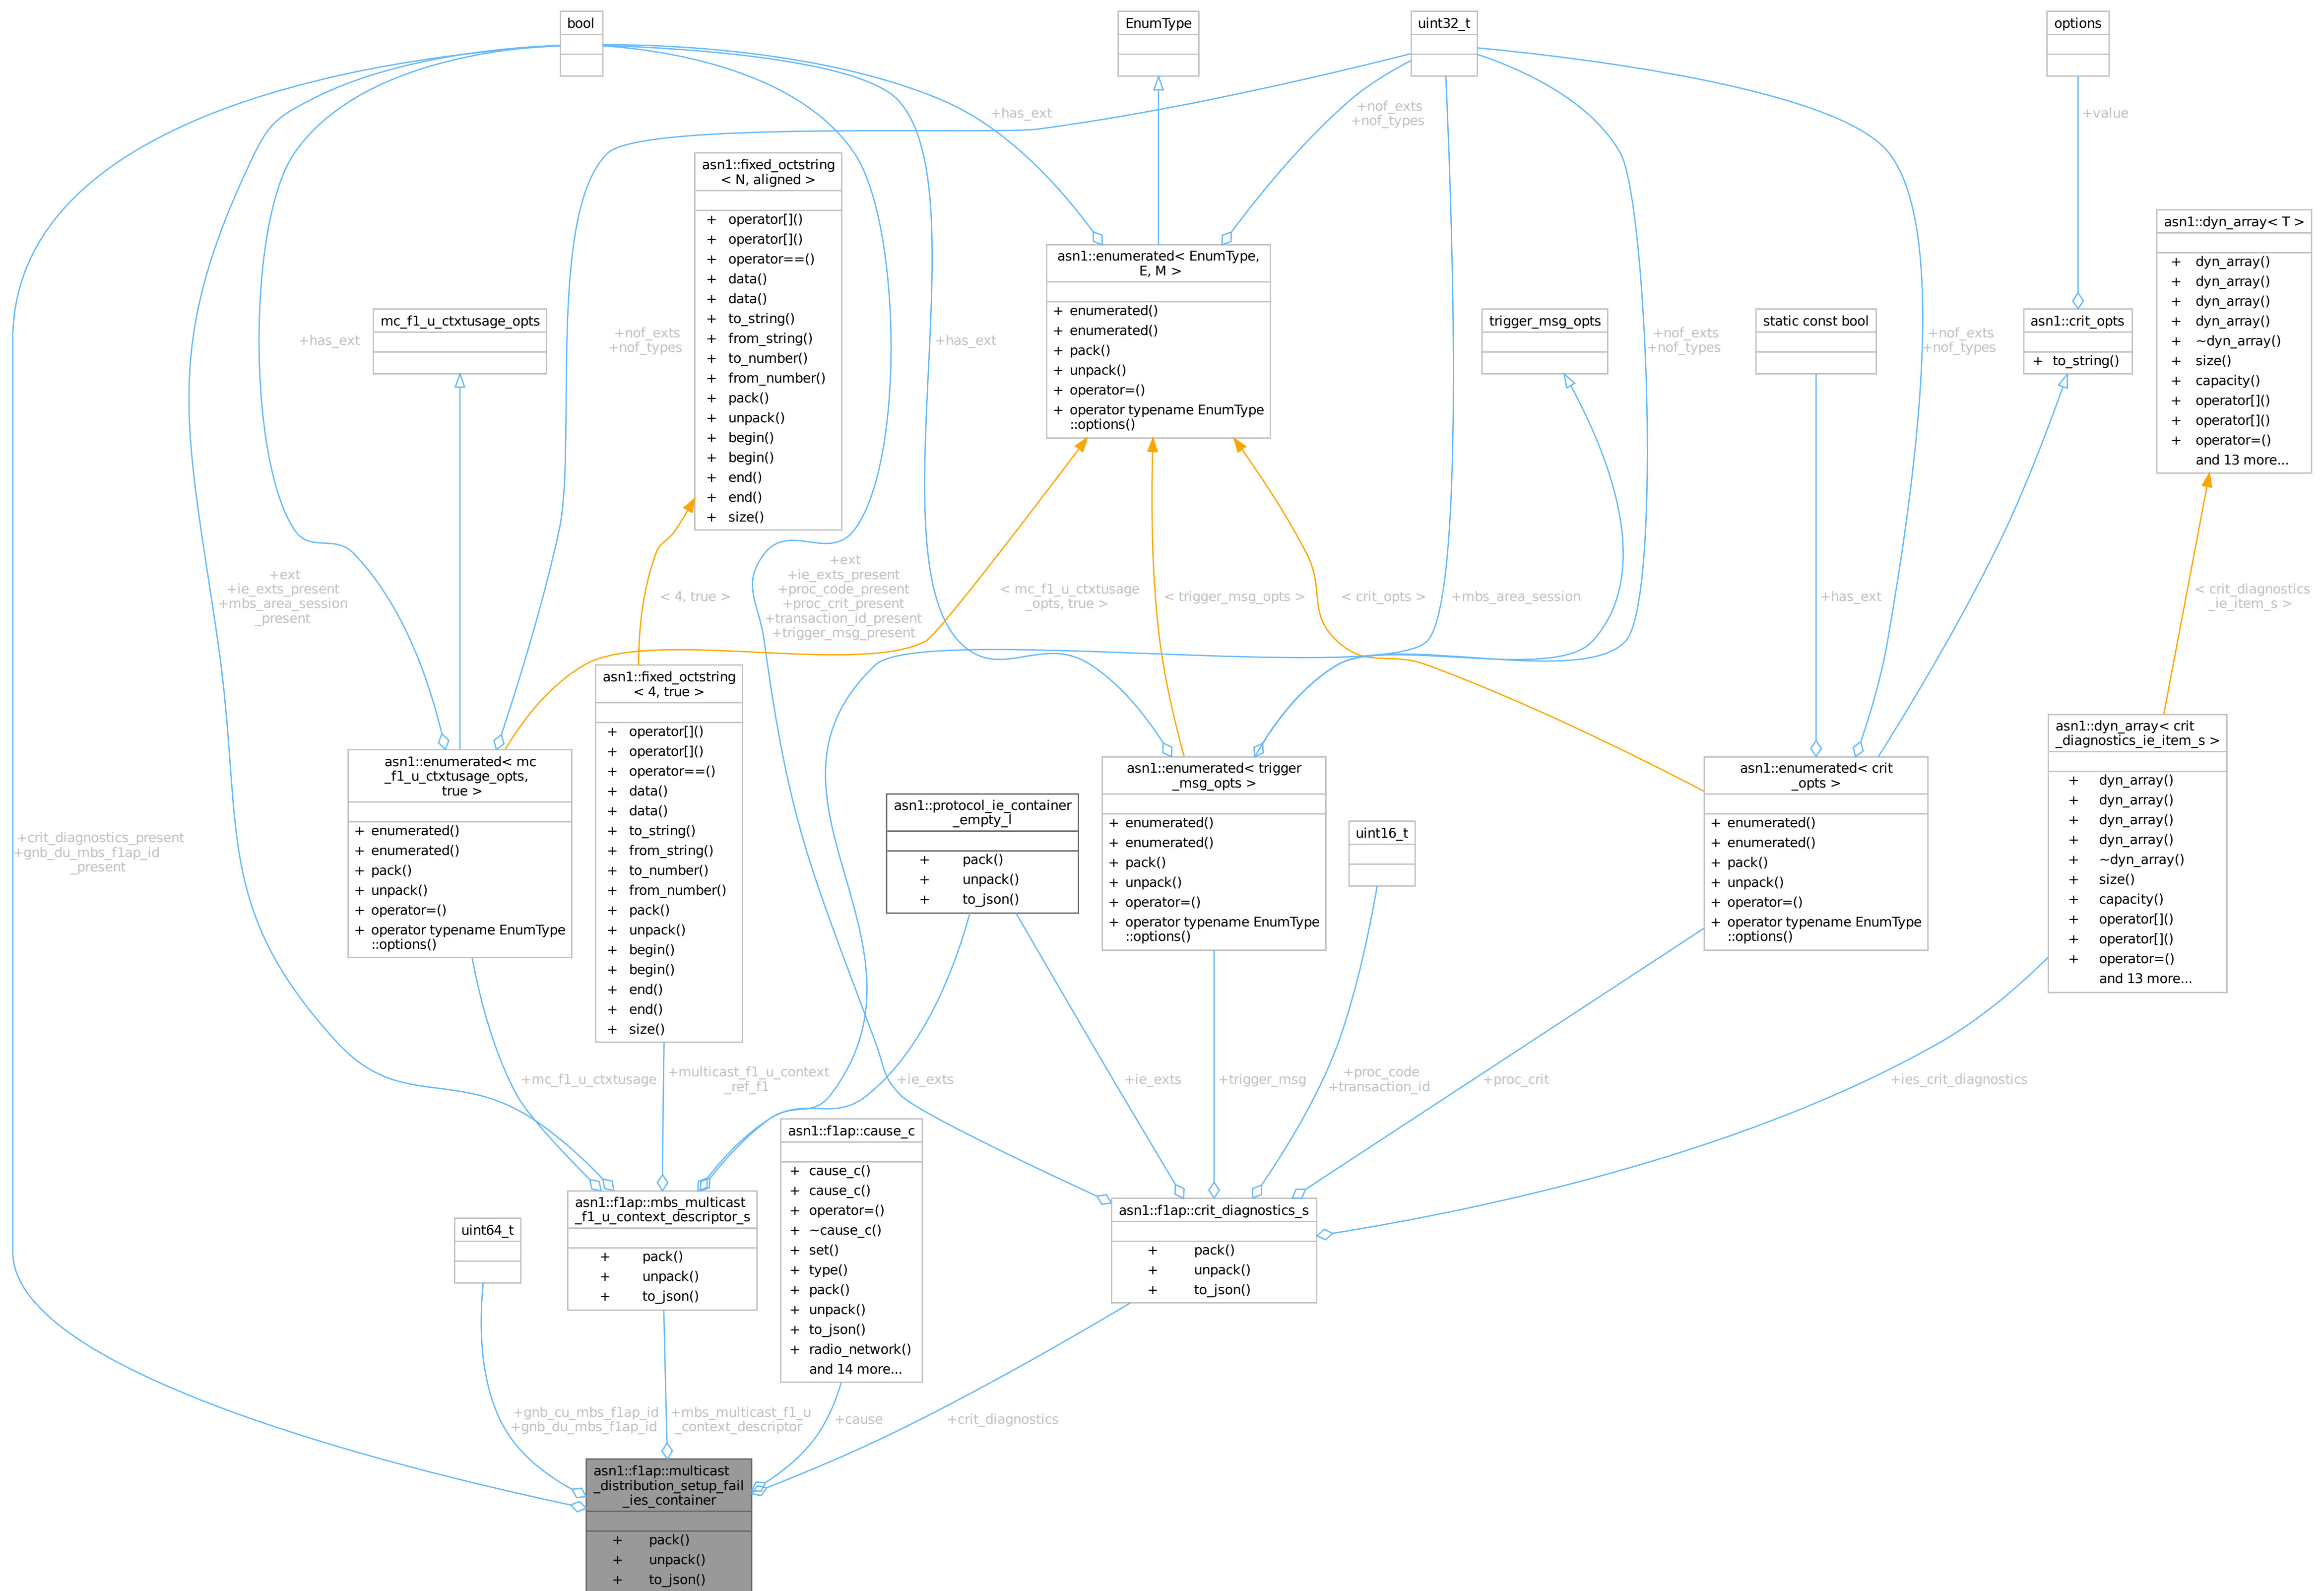 bool
EnumType
uint32_t
options
+has_ext
+nof_exts
+nof_types
+value
asn1::fixed_octstring
< N, aligned >
+ operator[]()
+ operator[]()
+ operator==()
+ data()
+ data()
+ to_string()
+ from_string()
+ to_number()
+ from_number()
+ pack()
+ unpack()
+ begin()
+ begin()
+ end()
+ end()
+ size()
asn1::enumerated< EnumType,
E, M >
+ enumerated()
+ enumerated()
+ pack()
+ unpack()
+ operator=()
+ operator typename EnumType
::options()
asn1::dyn_array< T >
+ dyn_array()
+ dyn_array()
+ dyn_array()
+ dyn_array()
+ ~dyn_array()
+ size()
+ capacity()
+ operator[]()
+ operator[]()
+ operator=()
and 13 more...
mc_f1_u_ctxtusage_opts
trigger_msg_opts
static const bool
asn1::crit_opts
+ to_string()
+has_ext
+nof_exts
+nof_types
+has_ext
+nof_exts
+nof_types
+nof_exts
+nof_types
+ext
+ie_exts_present
+mbs_area_session
_present
< 4, true >
+ext
+ie_exts_present
+proc_code_present
+proc_crit_present
+transaction_id_present
+trigger_msg_present
< mc_f1_u_ctxtusage
_opts, true >
< trigger_msg_opts >
< crit_opts >
+mbs_area_session
+has_ext
< crit_diagnostics
_ie_item_s >
asn1::fixed_octstring
< 4, true >
+ operator[]()
+ operator[]()
+ operator==()
+ data()
+ data()
+ to_string()
+ from_string()
+ to_number()
+ from_number()
+ pack()
+ unpack()
+ begin()
+ begin()
+ end()
+ end()
+ size()
asn1::dyn_array< crit
_diagnostics_ie_item_s >
+ dyn_array()
+ dyn_array()
+ dyn_array()
+ dyn_array()
+ ~dyn_array()
+ size()
+ capacity()
+ operator[]()
+ operator[]()
+ operator=()
and 13 more...
asn1::enumerated< mc
_f1_u_ctxtusage_opts,
true >
+ enumerated()
+ enumerated()
+ pack()
+ unpack()
+ operator=()
+ operator typename EnumType
::options()
asn1::enumerated< trigger
_msg_opts >
+ enumerated()
+ enumerated()
+ pack()
+ unpack()
+ operator=()
+ operator typename EnumType
::options()
asn1::enumerated< crit
_opts >
+ enumerated()
+ enumerated()
+ pack()
+ unpack()
+ operator=()
+ operator typename EnumType
::options()
asn1::protocol_ie_container
_empty_l
+ pack()
+ unpack()
+ to_json()
uint16_t
+crit_diagnostics_present
+gnb_du_mbs_f1ap_id
_present
+mc_f1_u_ctxtusage
+multicast_f1_u_context
_ref_f1
+ie_exts
+ie_exts
+trigger_msg
+proc_code
+transaction_id
+proc_crit
+ies_crit_diagnostics
asn1::f1ap::cause_c
+ cause_c()
+ cause_c()
+ operator=()
+ ~cause_c()
+ set()
+ type()
+ pack()
+ unpack()
+ to_json()
+ radio_network()
and 14 more...
asn1::f1ap::mbs_multicast
_f1_u_context_descriptor_s
+ pack()
+ unpack()
+ to_json()
asn1::f1ap::crit_diagnostics_s
+ pack()
+ unpack()
+ to_json()
uint64_t
+gnb_cu_mbs_f1ap_id
+gnb_du_mbs_f1ap_id
+mbs_multicast_f1_u
_context_descriptor
+cause
+crit_diagnostics
asn1::f1ap::multicast
_distribution_setup_fail
_ies_container
+ pack()
+ unpack()
+ to_json()